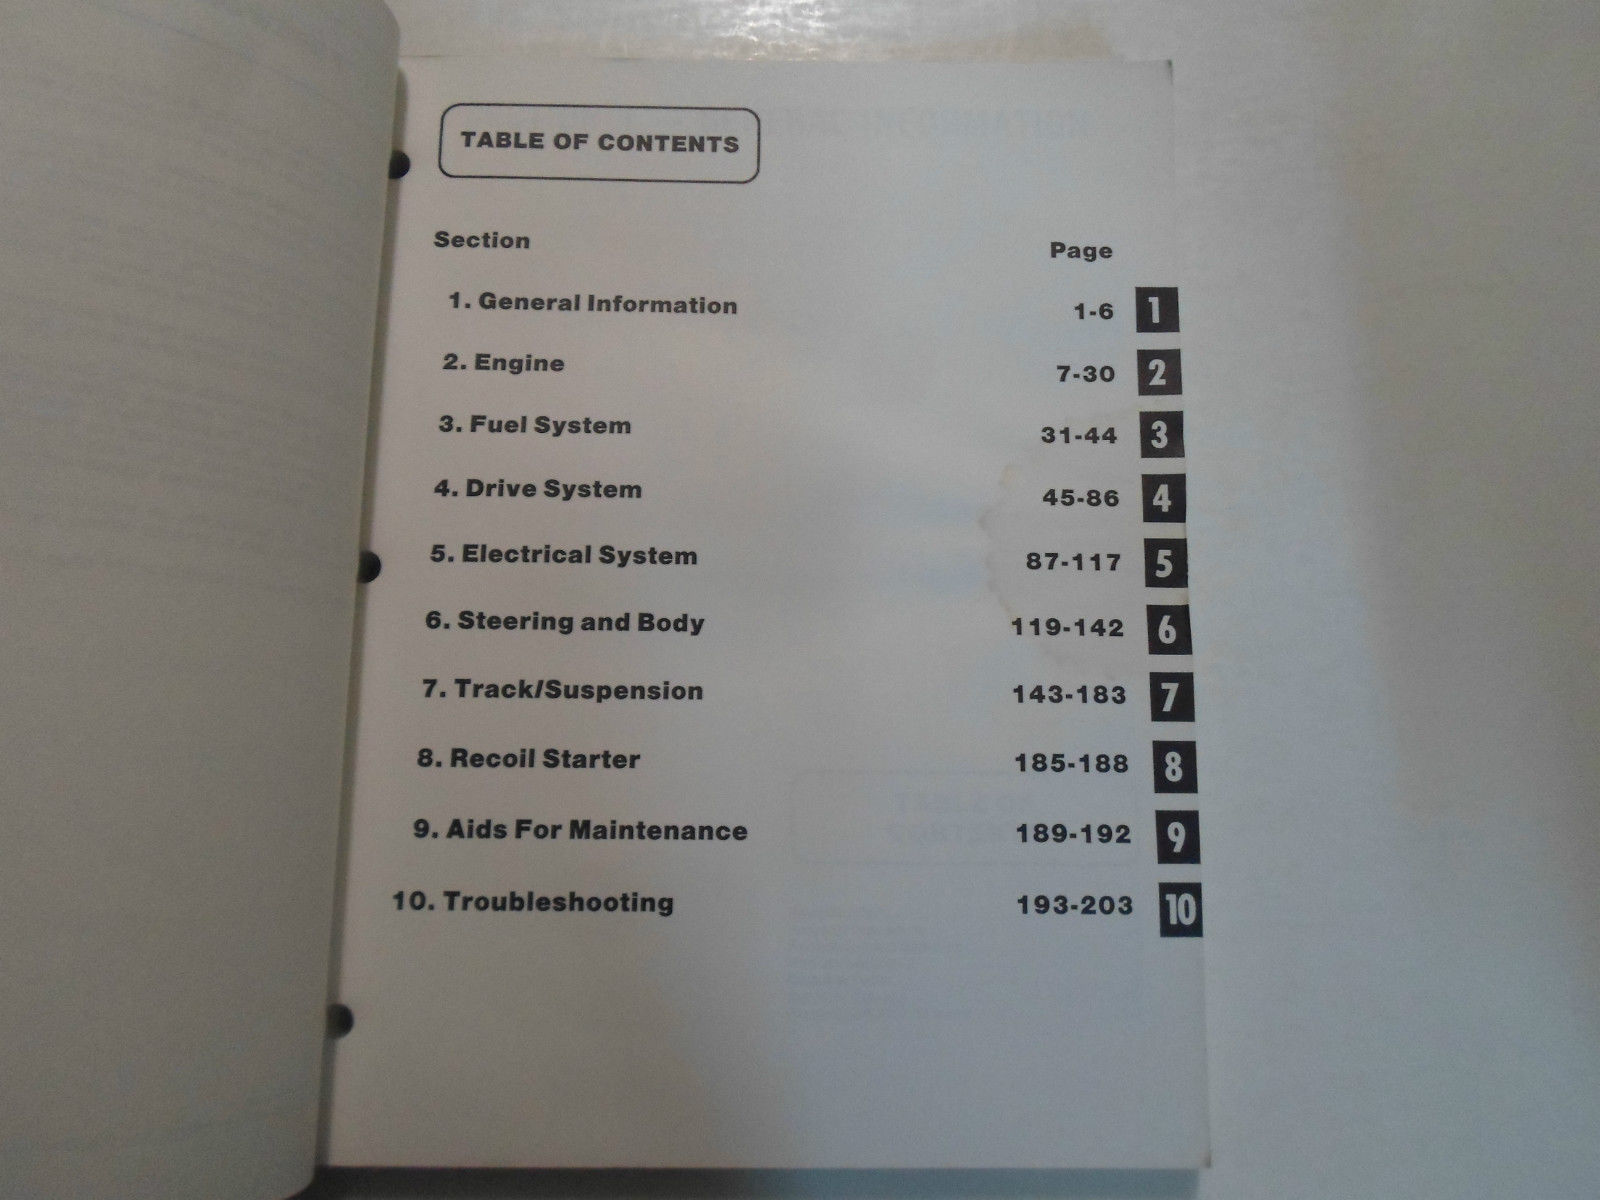 TABLE OF CONTENTS
Section Page
1. General Information 1-6 1
2. Engine 7-30 2
3. Fuel System 31-44 3
4. Drive System 45-86 4
5. Electrical System 87-117 5
6. Steering and Body 119-142 6
7. Track/Suspension 143-183 7
8. Recoil Starter 185-188 8
9. Aids For Maintenance 189-192 9
10. Troubleshooting 193-203 10